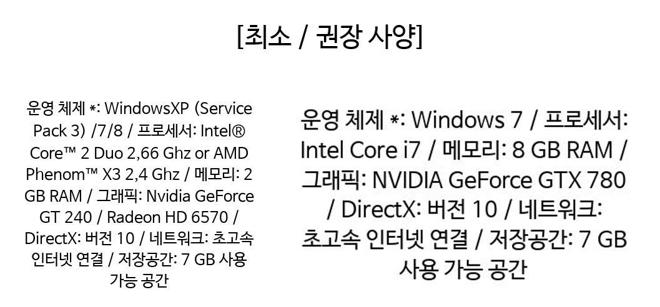 [최소 / 권장 사양]
운영 체제 *: WindowsXP (Service
Pack 3) /7/8 / 프로세서: Intel®
Core™ 2 Duo 2,66 Ghz or AMD
Phenom™ X3 2,4 Ghz / 메모리: 2
GB RAM / 그래픽: Nvidia GeForce
GT 240 / Radeon HD 6570 /
DirectX: 버전 10 / 네트워크: 초고속
인터넷 연결 / 저장공간: 7 GB 사용
가능 공간
운영 체제 *: Windows 7 / 프로세서:
Intel Core i7 / 메모리: 8 GB RAM /
그래픽: NVIDIA GeForce GTX 780
/ DirectX: 버전 10 / 네트워크:
초고속 인터넷 연결 / 저장공간: 7 GB
사용 가능 공간